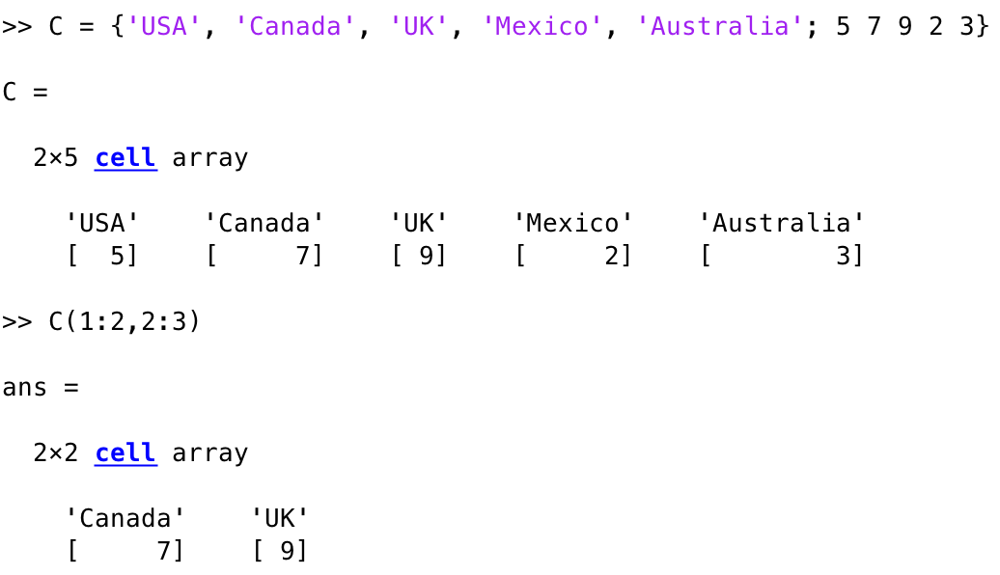 >> C = {'USA', 'Canada', 'UK', 'Mexico', 'Australia'; 5 7 9 2 3}
C =
2×5 cell array
'USA' 'Canada' 'UK' 'Mexico' 'Australia'
[ 5] [ 7] [ 9] [ 2] [ 3]
>> C(1:2,2:3)
ans =
2×2 cell array
'Canada' 'UK'
[ 7] [ 9]